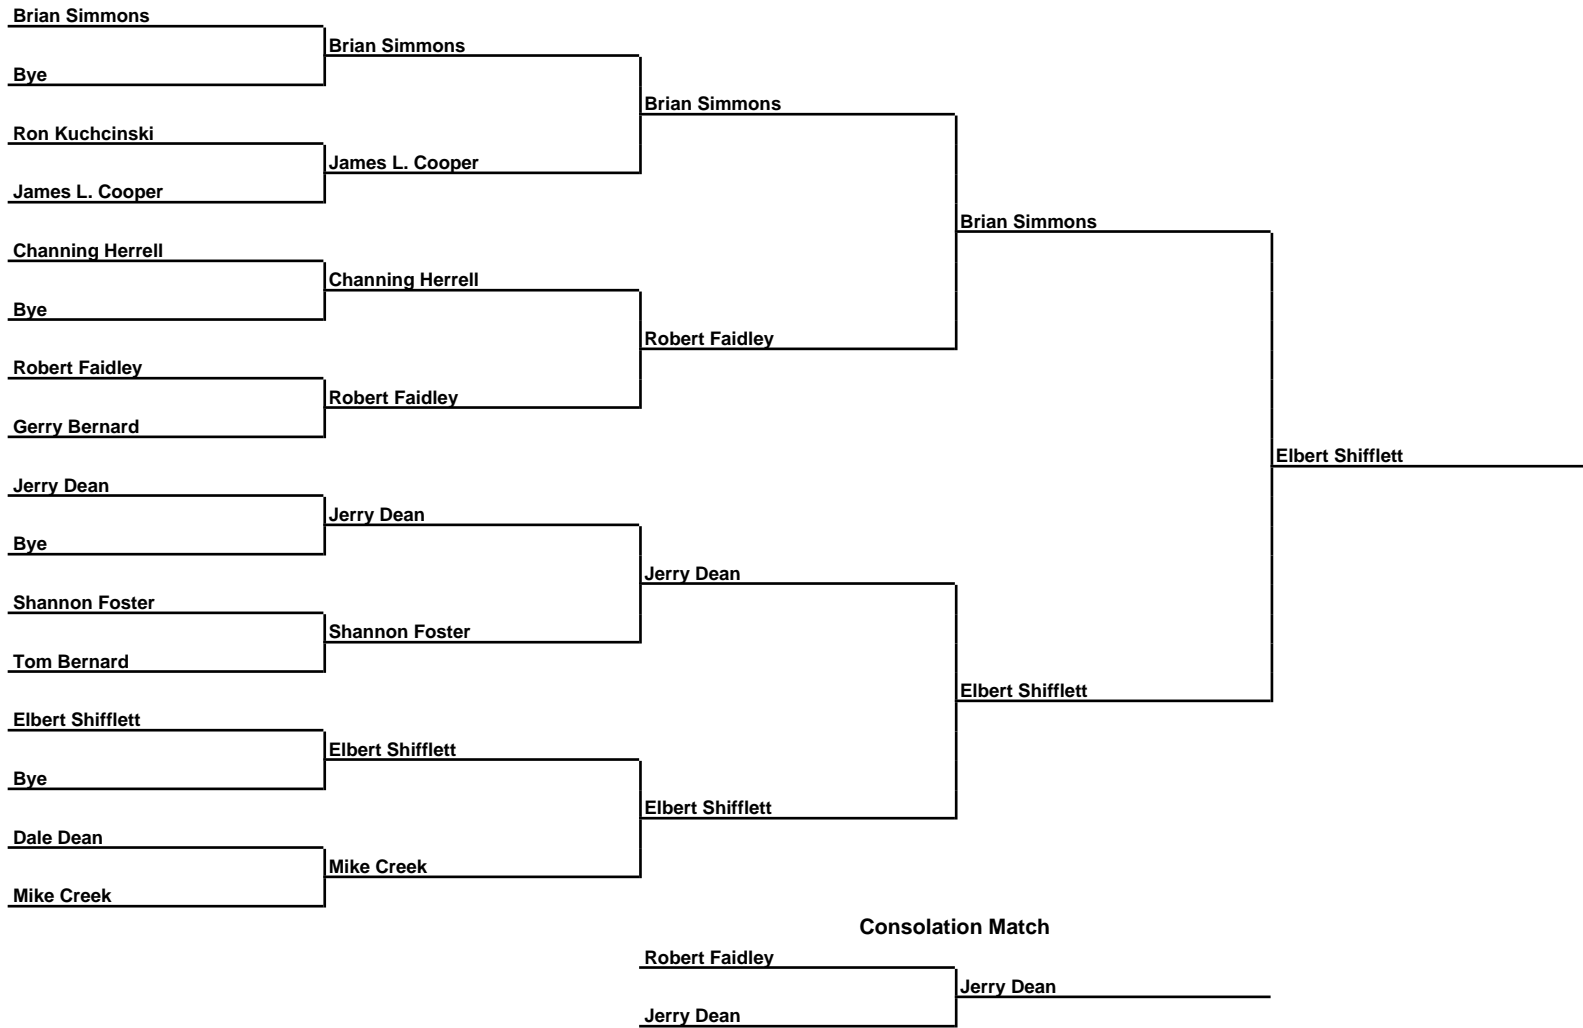 Brian Simmons
Bye
Ron Kuchcinski
James L. Cooper
Channing Herrell
Bye
Robert Faidley
Gerry Bernard
Jerry Dean
Bye
Shannon Foster
Tom Bernard
Elbert Shifflett
Bye
Dale Dean
Mike Creek
Brian Simmons
James L. Cooper
Channing Herrell
Robert Faidley
Jerry Dean
Shannon Foster
Elbert Shifflett
Mike Creek
Brian Simmons
Robert Faidley
Jerry Dean
Elbert Shifflett
Brian Simmons
Elbert Shifflett
Elbert Shifflett
Consolation Match
Robert Faidley
Jerry Dean
Jerry Dean